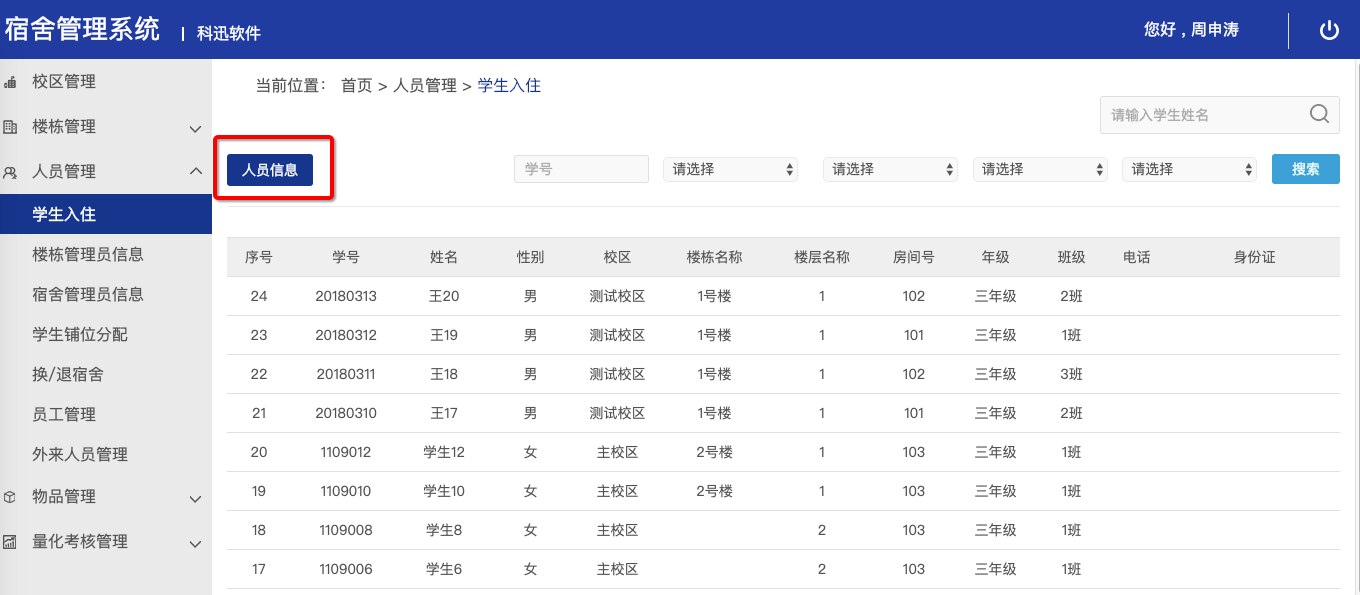 宿舍管理系统 | 科迅软件 您好，周申涛
校区管理
楼栋管理
人员管理
学生入住
楼栋管理员信息
宿舍管理员信息
学生铺位分配
换/退宿舍
员工管理
外来人员管理
物品管理
量化考核管理
当前位置： 首页 > 人员管理 > 学生入住
请输入学生姓名
人员信息 学号 请选择 请选择 请选择 请选择 搜索
序号 学号 姓名 性别 校区 楼栋名称 楼层名称 房间号 年级 班级 电话 身份证
24 20180313 王20 男 测试校区 1号楼 1 102 三年级 2班
23 20180312 王19 男 测试校区 1号楼 1 101 三年级 1班
22 20180311 王18 男 测试校区 1号楼 1 102 三年级 3班
21 20180310 王17 男 测试校区 1号楼 1 101 三年级 2班
20 1109012 学生12 女 主校区 2号楼 1 103 三年级 1班
19 1109010 学生10 女 主校区 2号楼 1 103 三年级 1班
18 1109008 学生8 女 主校区 2 103 三年级 1班
17 1109006 学生6 女 主校区 2 103 三年级 1班